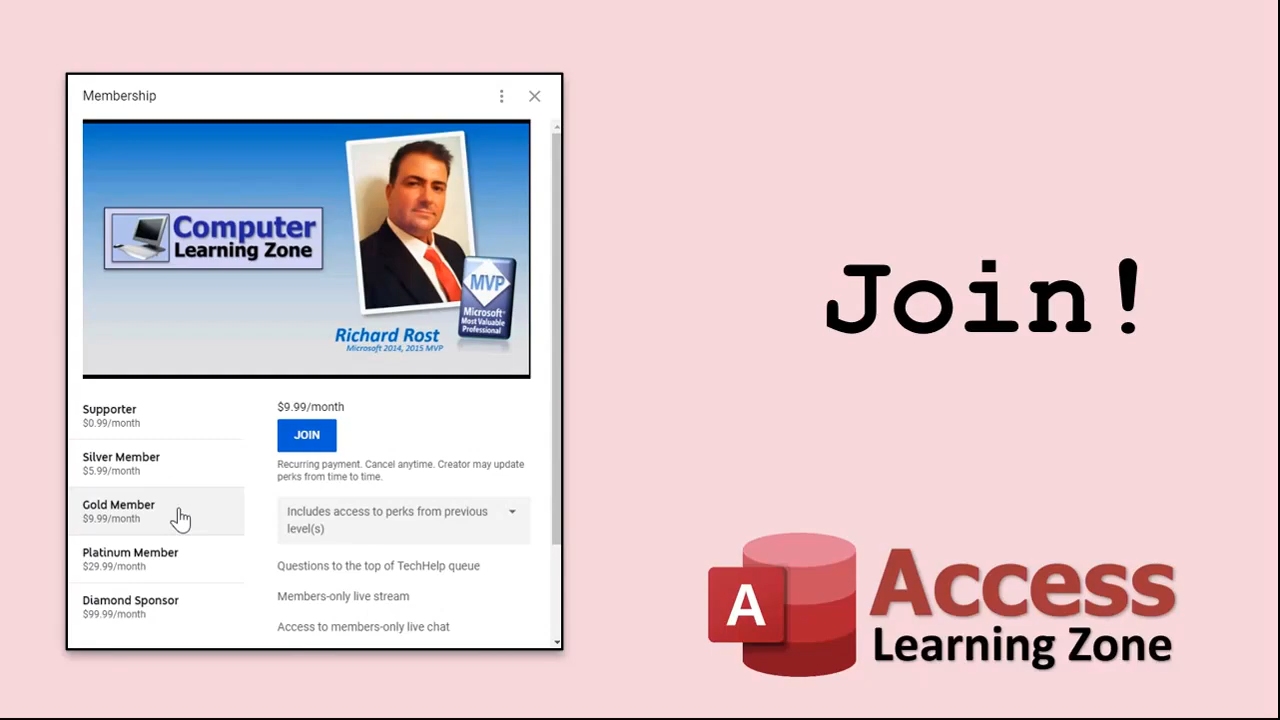 Membership
Computer
Learning Zone
MVP
Microsoft®
Most Valuable
Professional
Richard Rost
Microsoft 2014, 2015 MVP
Supporter
$0.99/month
Silver Member
$5.99/month
Gold Member
$9.99/month
Platinum Member
$29.99/month
Diamond Sponsor
$99.99/month
$9.99/month
JOIN
Recurring payment. Cancel anytime. Creator may update
perks from time to time.
Includes access to perks from previous
level(s)
Questions to the top of TechHelp queue
Members-only live stream
Access to members-only live chat
Join!
A
Access
Learning Zone